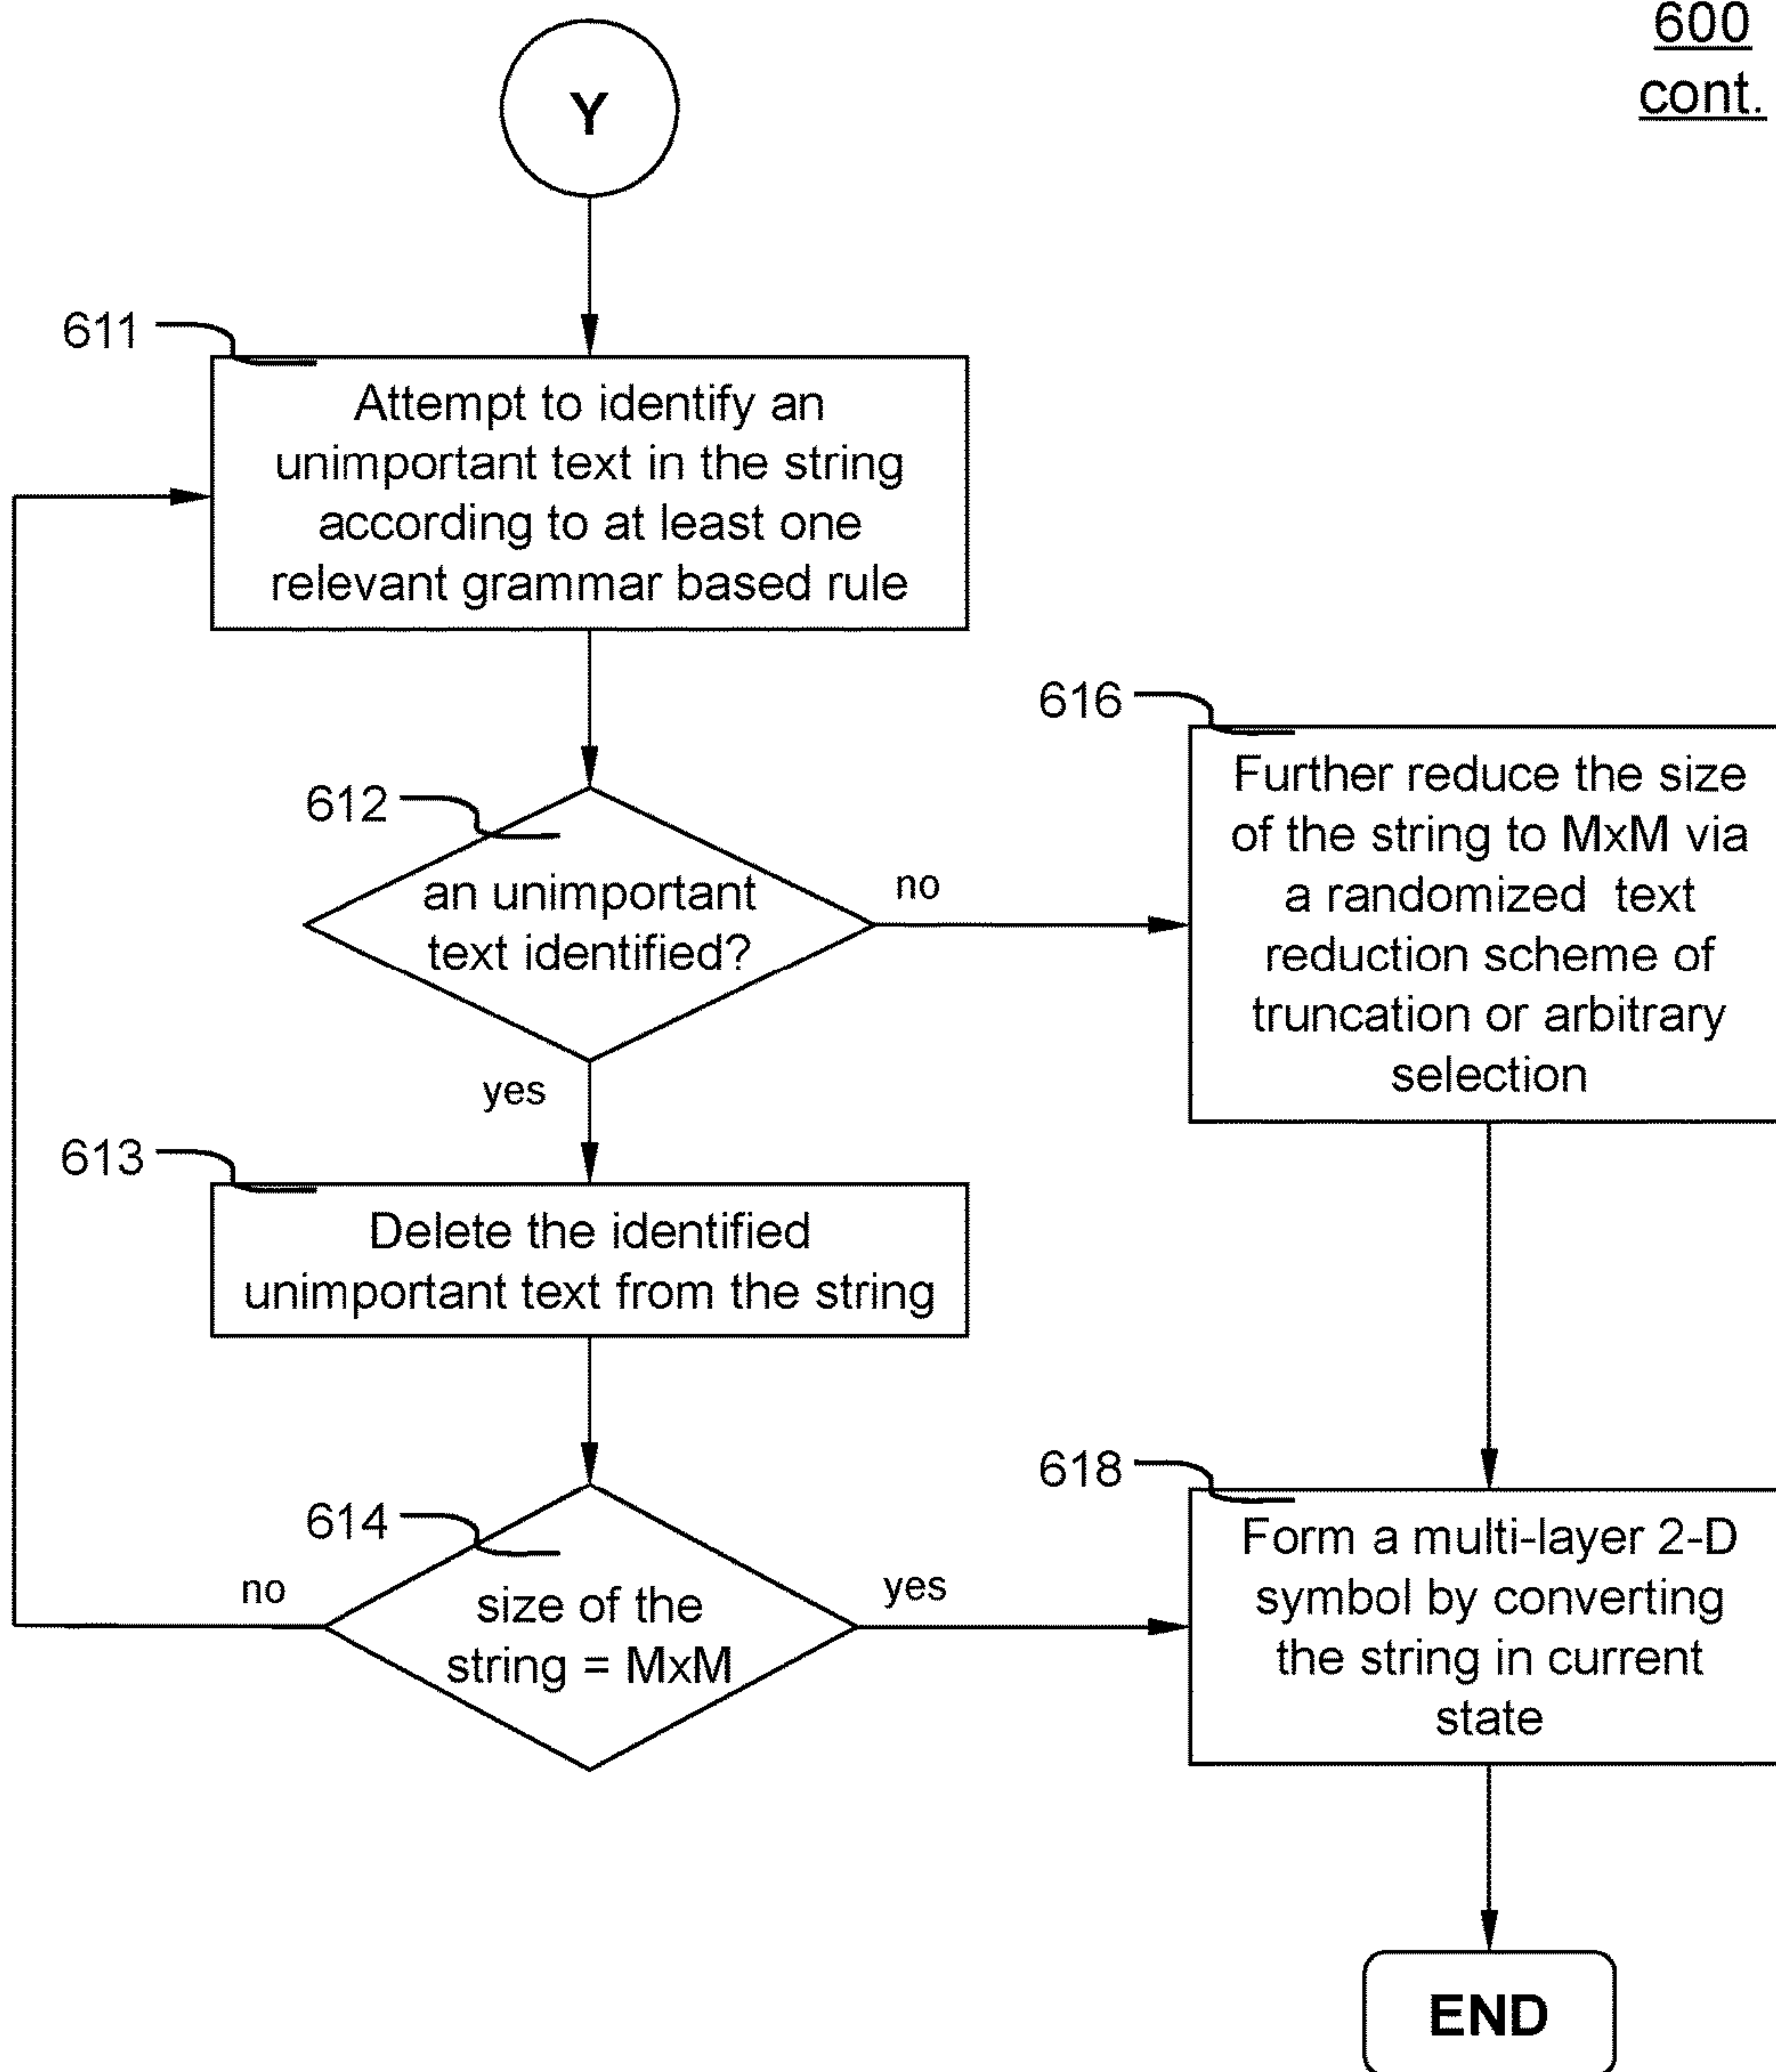 600
cont.
Y
611
Attempt to identify an
unimportant text in the string
according to at least one
relevant grammar based rule
612
an unimportant
text identified?
no
yes
616
Further reduce the size
of the string to MxM via
a randomized text
reduction scheme of
truncation or arbitrary
selection
613
Delete the identified
unimportant text from the string
614
size of the
string = MxM
no
yes
618
Form a multi-layer 2-D
symbol by converting
the string in current
state
END